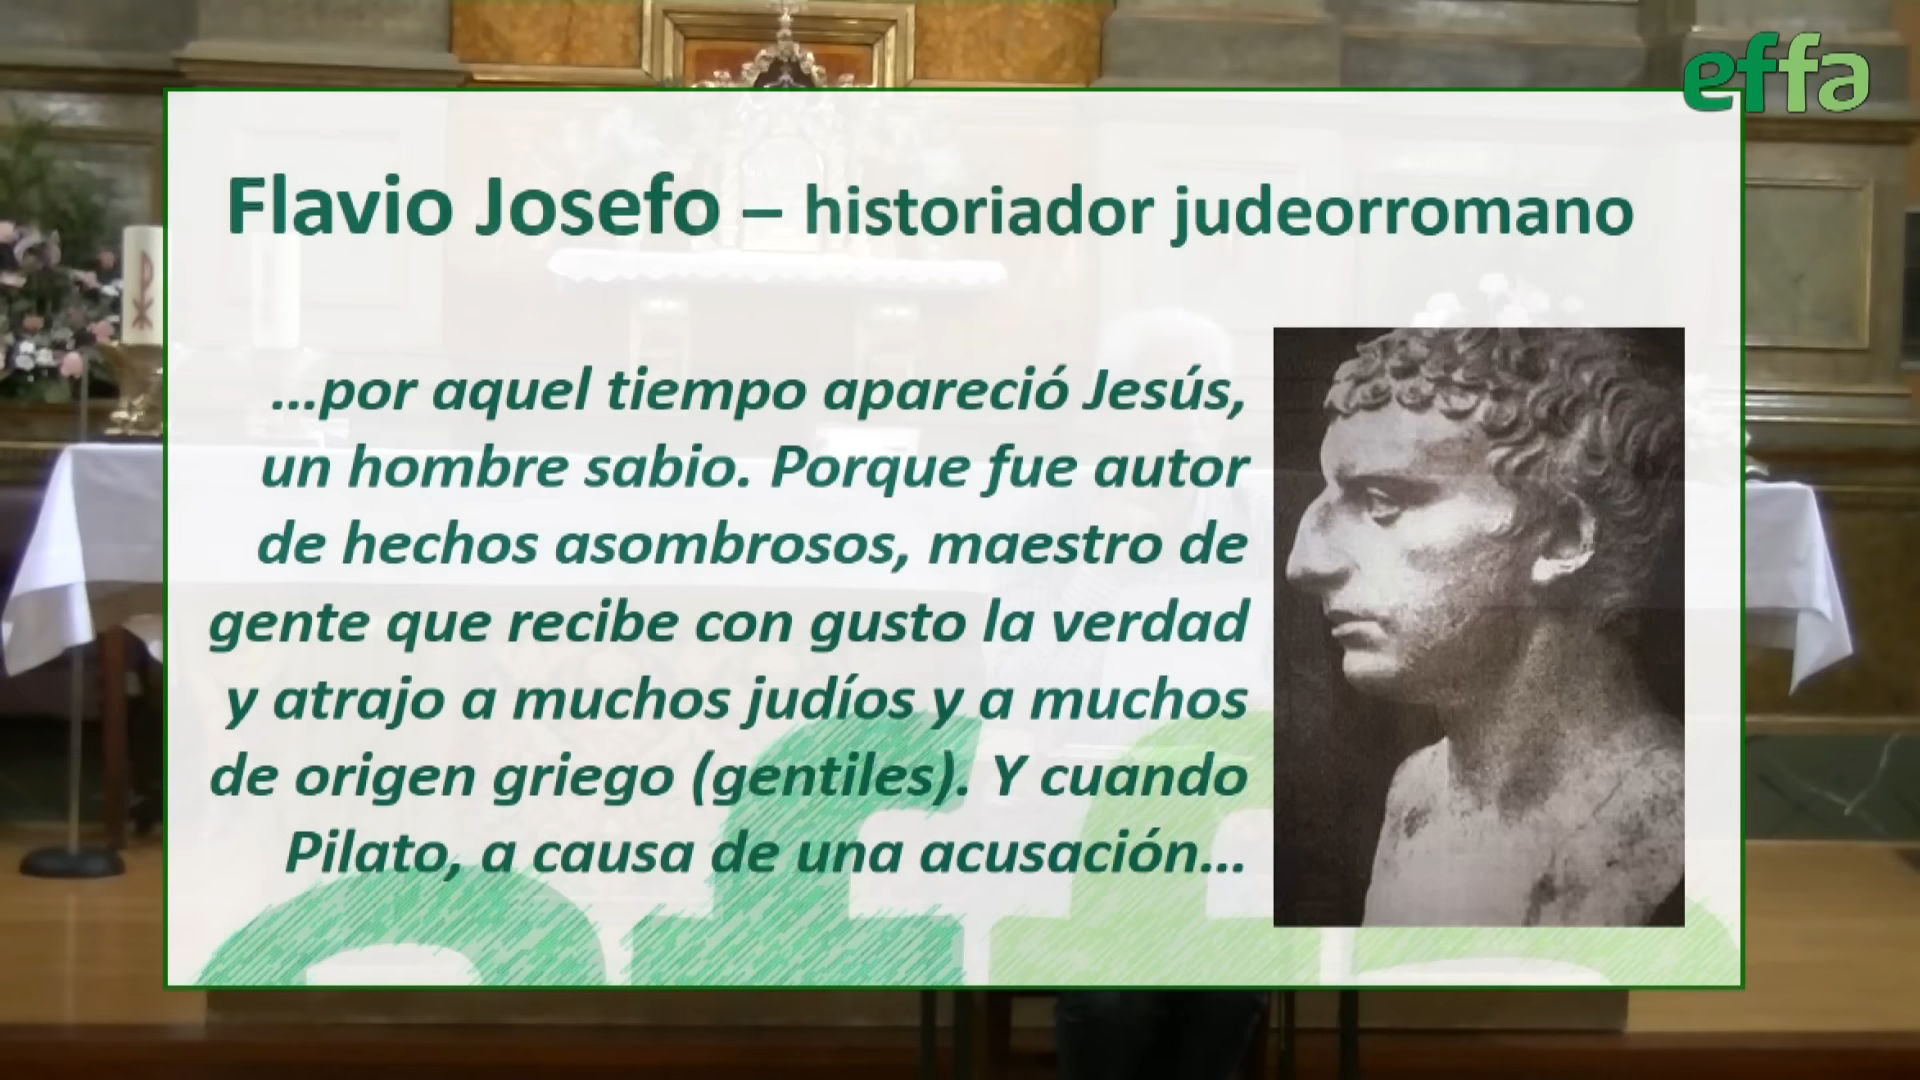 effa
Flavio Josefo – historiador judeorromano
...por aquel tiempo apareció Jesús,
un hombre sabio. Porque fue autor
de hechos asombrosos, maestro de
gente que recibe con gusto la verdad
y atrajo a muchos judíos y a muchos
de origen griego (gentiles). Y cuando
Pilato, a causa de una acusación...